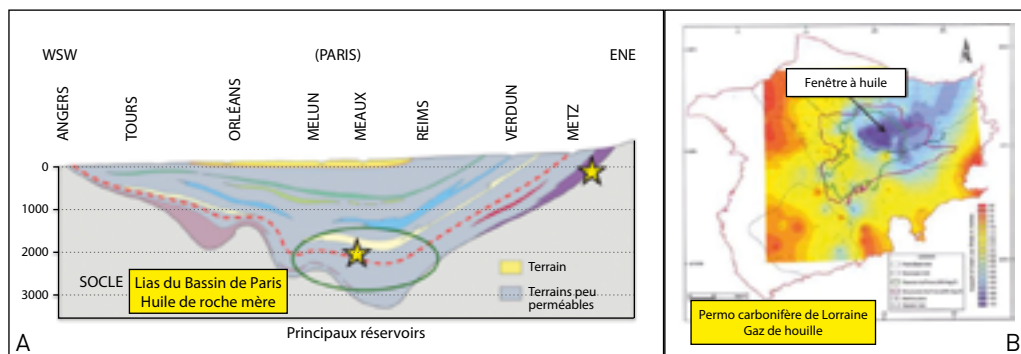 WSW
(PARIS)
ENE
ANGERS
TOURS
ORLÉANS
MELUN
MEAUX
REIMS
VERDUN
METZ
0
1000
2000
3000
SOCLE
Lias du Bassin de Paris
Huile de roche mère
Terrain
Terrains peu
perméables
Principaux réservoirs
A
Fenêtre à huile
Permo carbonifère de Lorraine
Gaz de houille
B